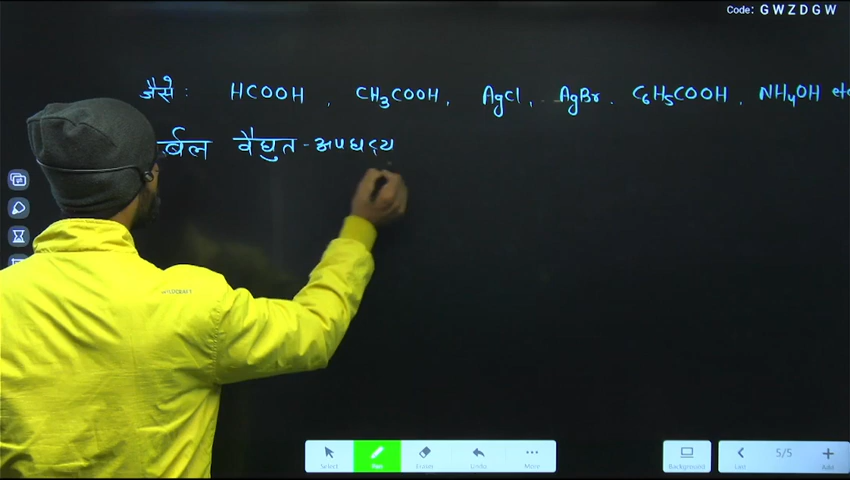 Code: G W Z D G W
जैसे : HCOOH , CH3COOH, AgCl, AgBr, C6H5COOH, NH4OH etc
र्बल वैद्युत - अपघट्य
Select Pen Eraser Undo More Background Last 5/5 Add